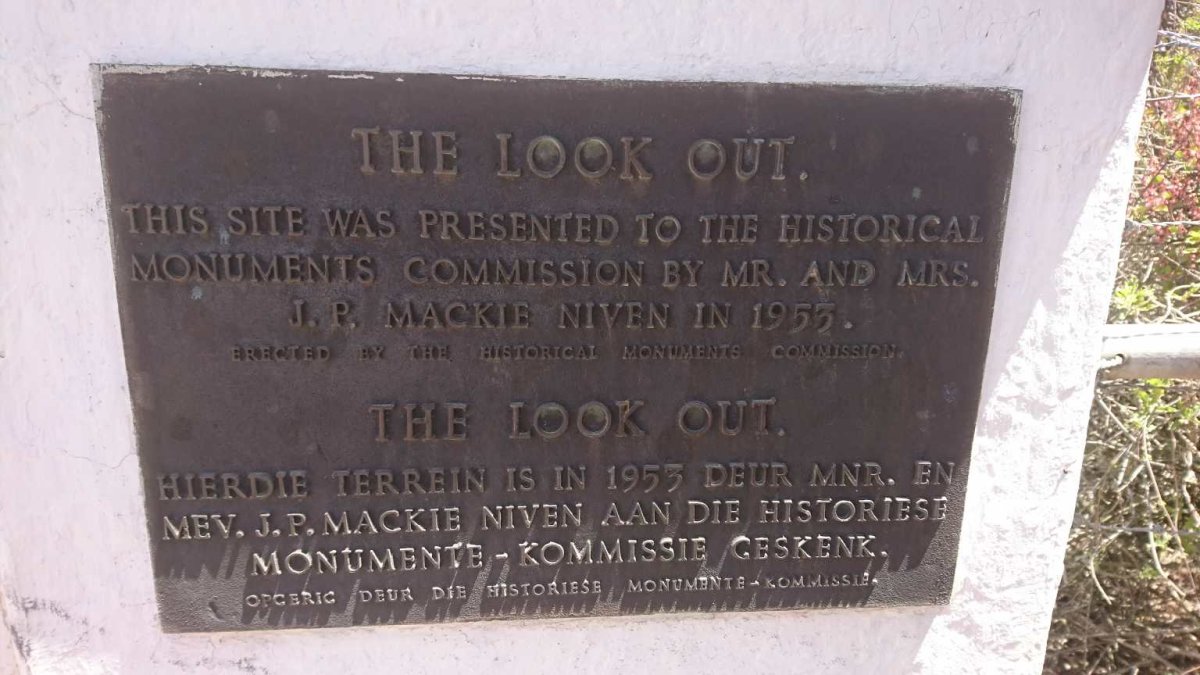 THE LOOK OUT.
THIS SITE WAS PRESENTED TO THE HISTORICAL
MONUMENTS COMMISSION BY MR. AND MRS.
J. P. MACKIE NIVEN IN 1953.
ERECTED BY THE HISTORICAL MONUMENTS COMMISSION.
THE LOOK OUT.
HIERDIE TERREIN IS IN 1953 DEUR MNR. EN
MEV. J. P. MACKIE NIVEN AAN DIE HISTORIESE
MONUMENTE-KOMMISSIE GESKENK.
OPGERIG DEUR DIE HISTORIESE MONUMENTE-KOMMISSIE.